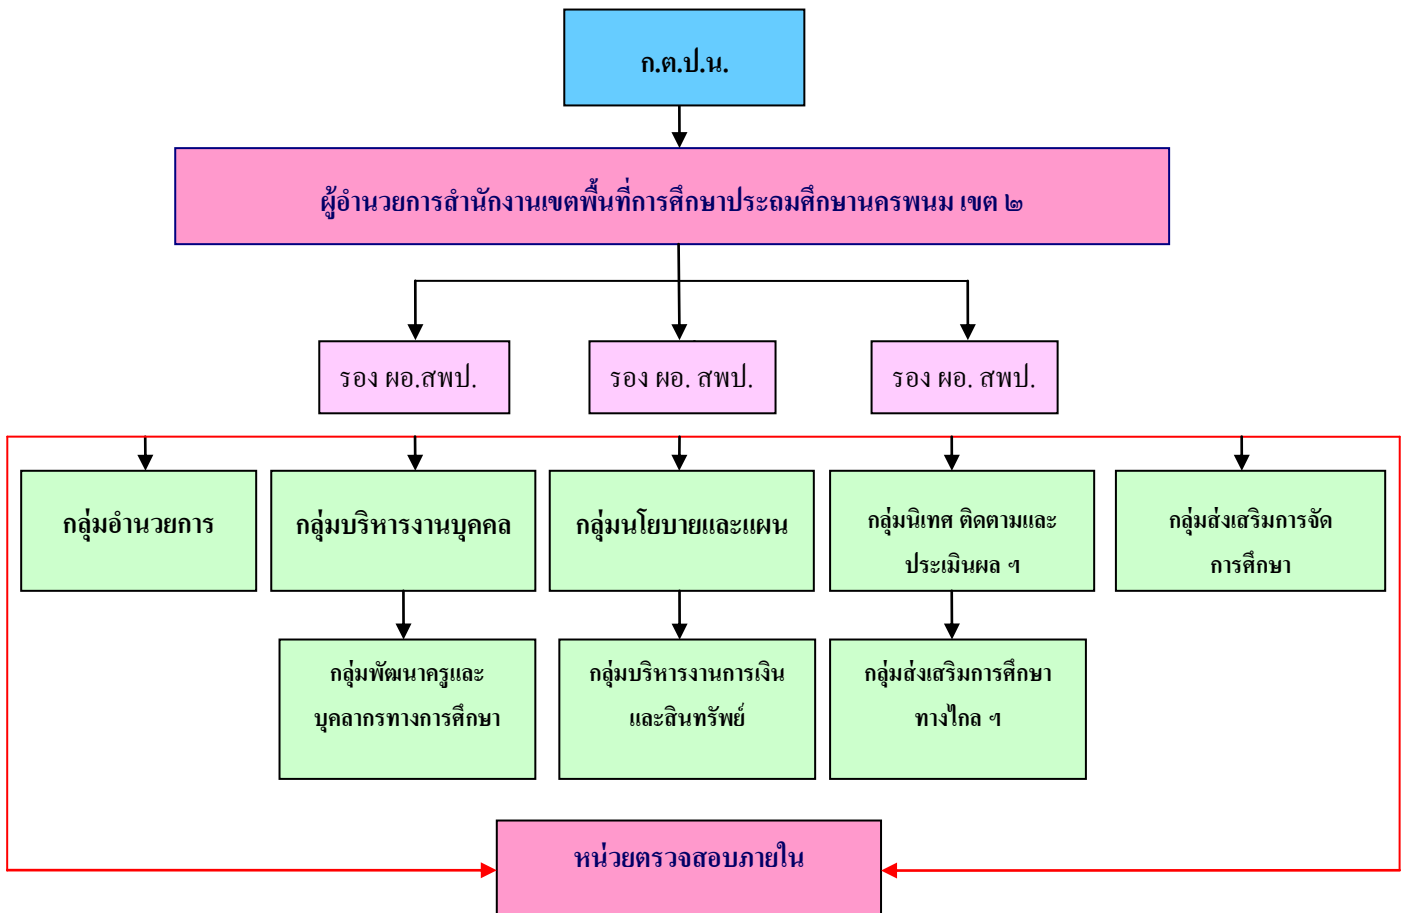 ก.ต.ป.น.
ผู้อำนวยการสำนักงานเขตพื้นที่การศึกษาประถมศึกษานครพนม เขต ๒
รอง ผอ.สพป.
รอง ผอ. สพป.
รอง ผอ. สพป.
กลุ่มอำนวยการ
กลุ่มบริหารงานบุคคล
กลุ่มนโยบายและแผน
กลุ่มนิเทศ ติดตามและ
ประเมินผล ฯ
กลุ่มส่งเสริมการจัด
การศึกษา
กลุ่มพัฒนาครูและ
บุคลากรทางการศึกษา
กลุ่มบริหารงานการเงิน
และสินทรัพย์
กลุ่มส่งเสริมการศึกษา
ทางไกล ฯ
หน่วยตรวจสอบภายใน